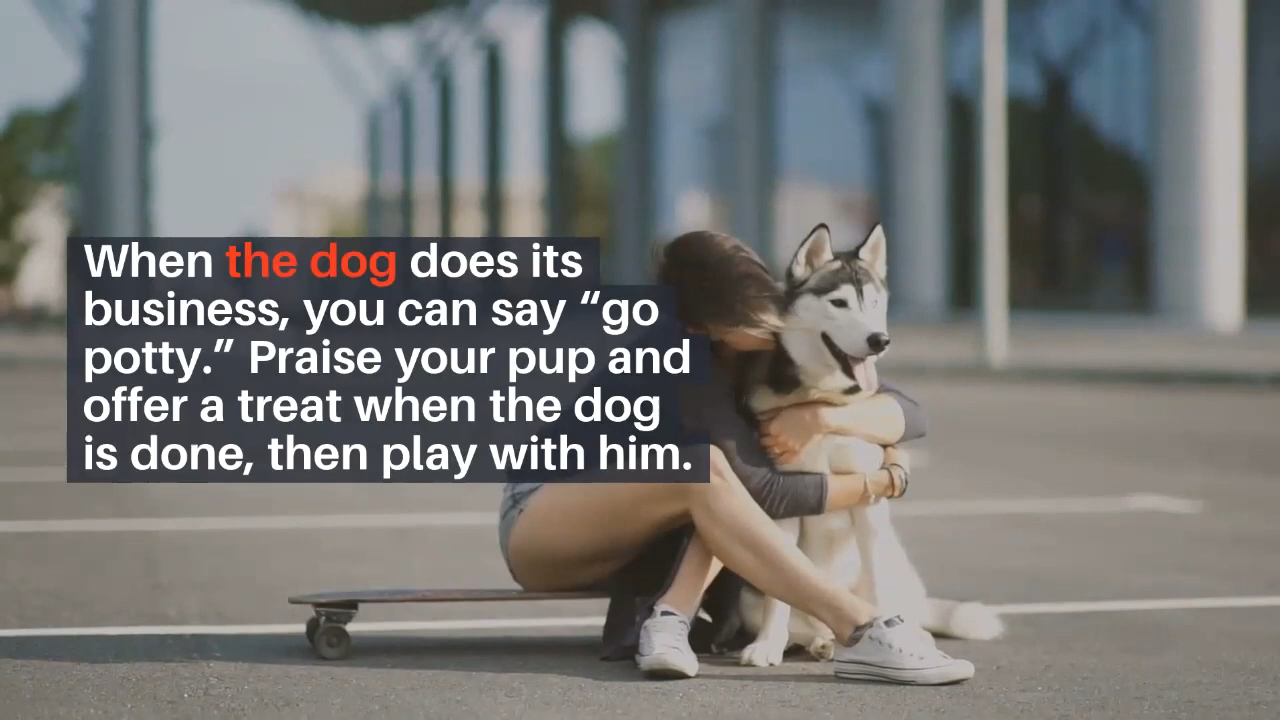 When the dog does its
business, you can say “go
potty.” Praise your pup and
offer a treat when the dog
is done, then play with him.